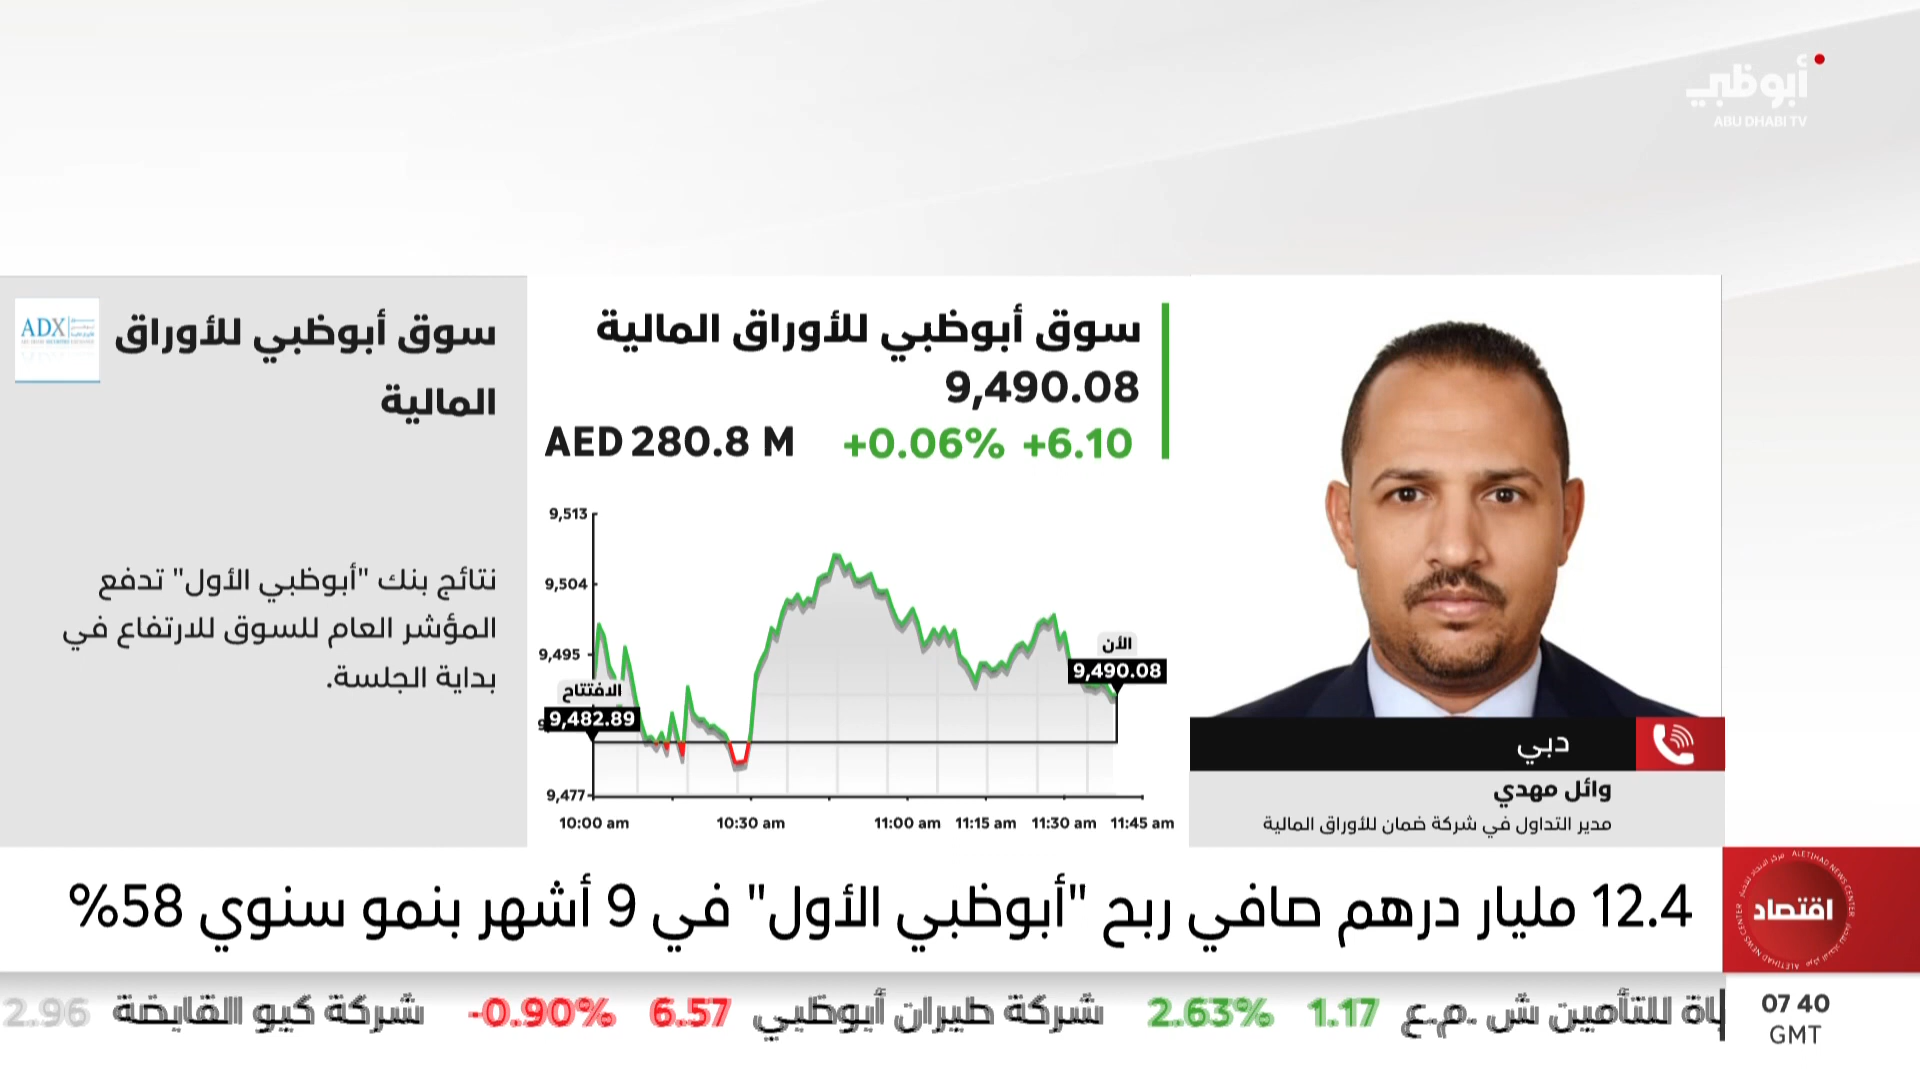 أبوظبي
ABU DHABI TV
سوق أبوظبي للأوراق المالية
9,490.08
+6.10 +0.06% AED 280.8 M
9,513
9,504
9,495
9,477
الافتتاح
9,482.89
الأن
9,490.08
10:00 am 10:30 am 11:00 am 11:15 am 11:30 am 11:45 am
ADX
سوق أبوظبي للأوراق
المالية
نتائج بنك "أبوظبي الأول" تدفع
المؤشر العام للسوق للارتفاع في
بداية الجلسة.
دبي
وائل مهدي
مدير التداول في شركة ضمان للأوراق المالية
اقتصاد
ALETIHAD NEWS CENTER
12.4 مليار درهم صافي ربح "أبوظبي الأول" في 9 أشهر بنمو سنوي 58%
للتأمين ش .م.ع 1.17 2.63% شركة طيران أبوظبي 6.57 -0.90% شركة كيو القابضة 2.96
07 40
GMT